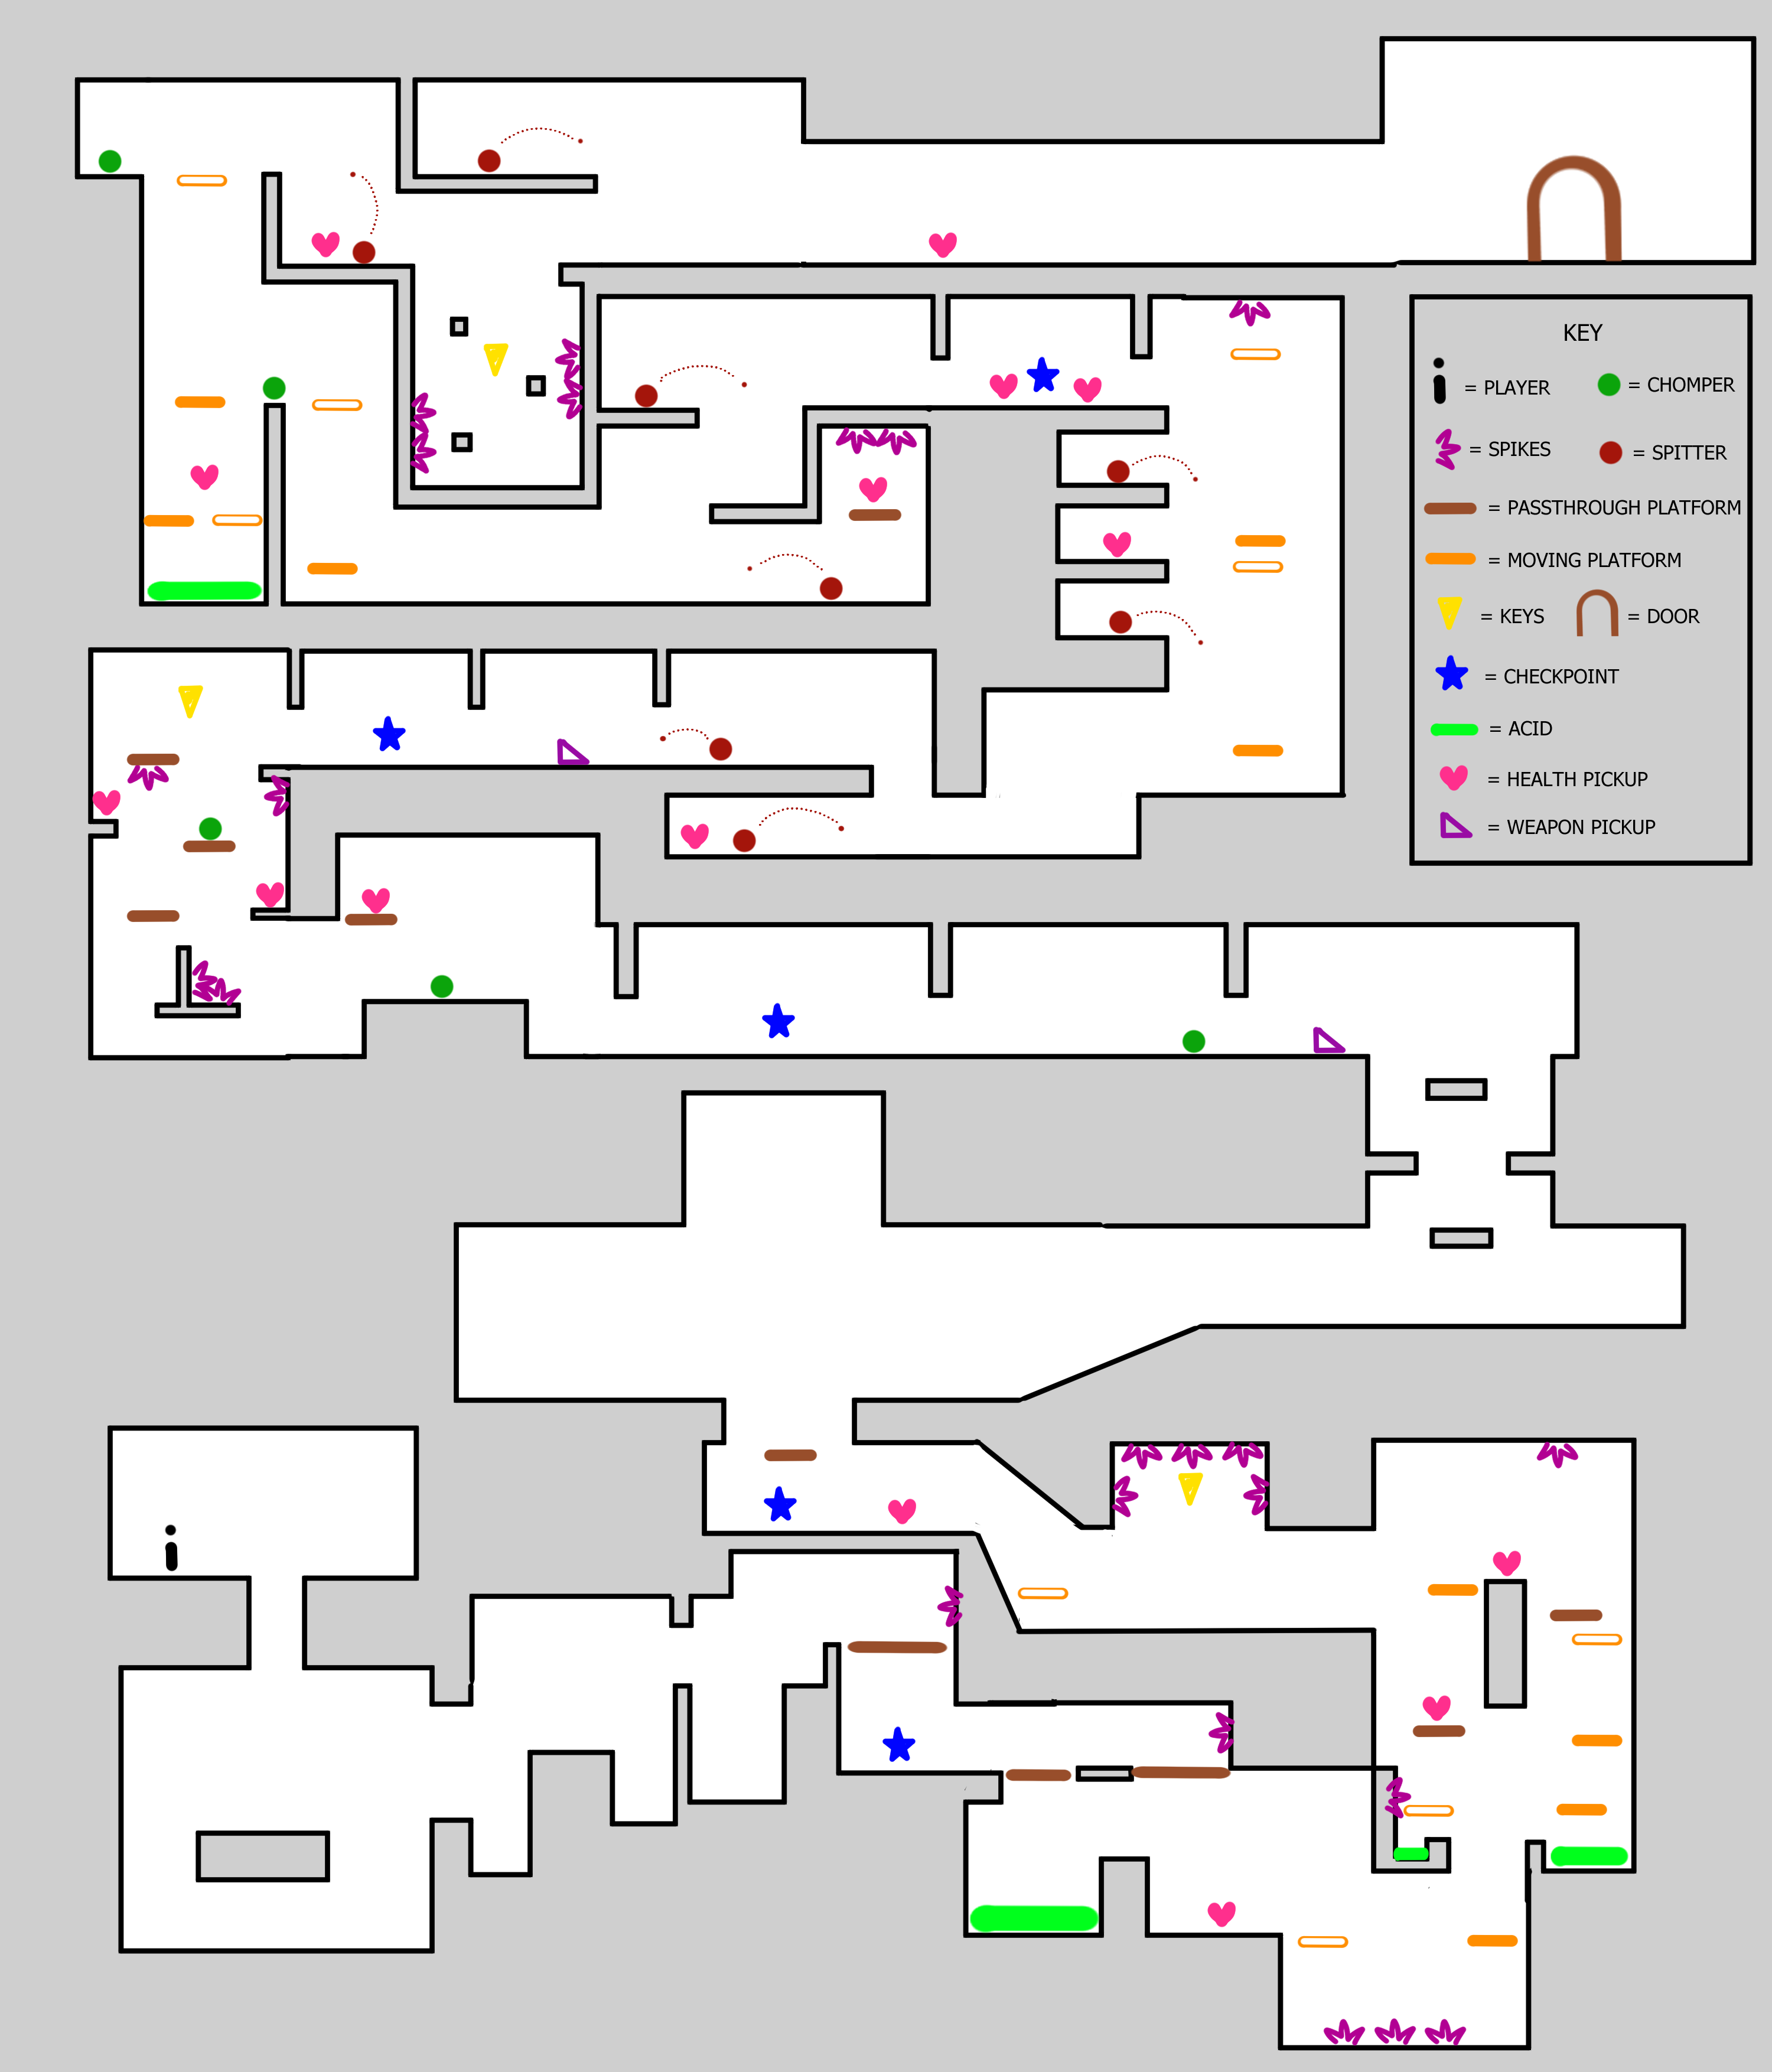 KEY
= PLAYER
= CHOMPER
= SPIKES
= SPITTER
= PASSTHROUGH PLATFORM
= MOVING PLATFORM
= KEYS
= DOOR
= CHECKPOINT
= ACID
= HEALTH PICKUP
= WEAPON PICKUP